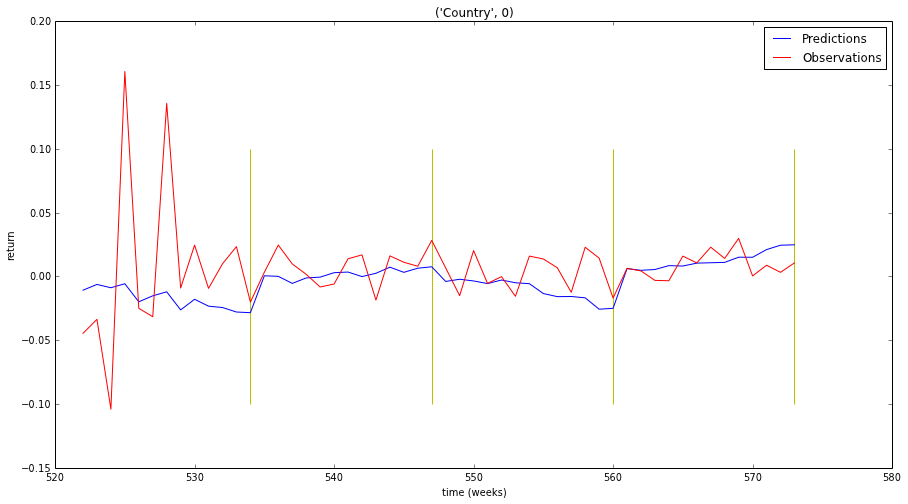 ('Country', 0)
Predictions
Observations
0.20
0.15
0.10
0.05
0.00
−0.05
−0.10
−0.15
return
520 530 540 550 560 570 580
time (weeks)